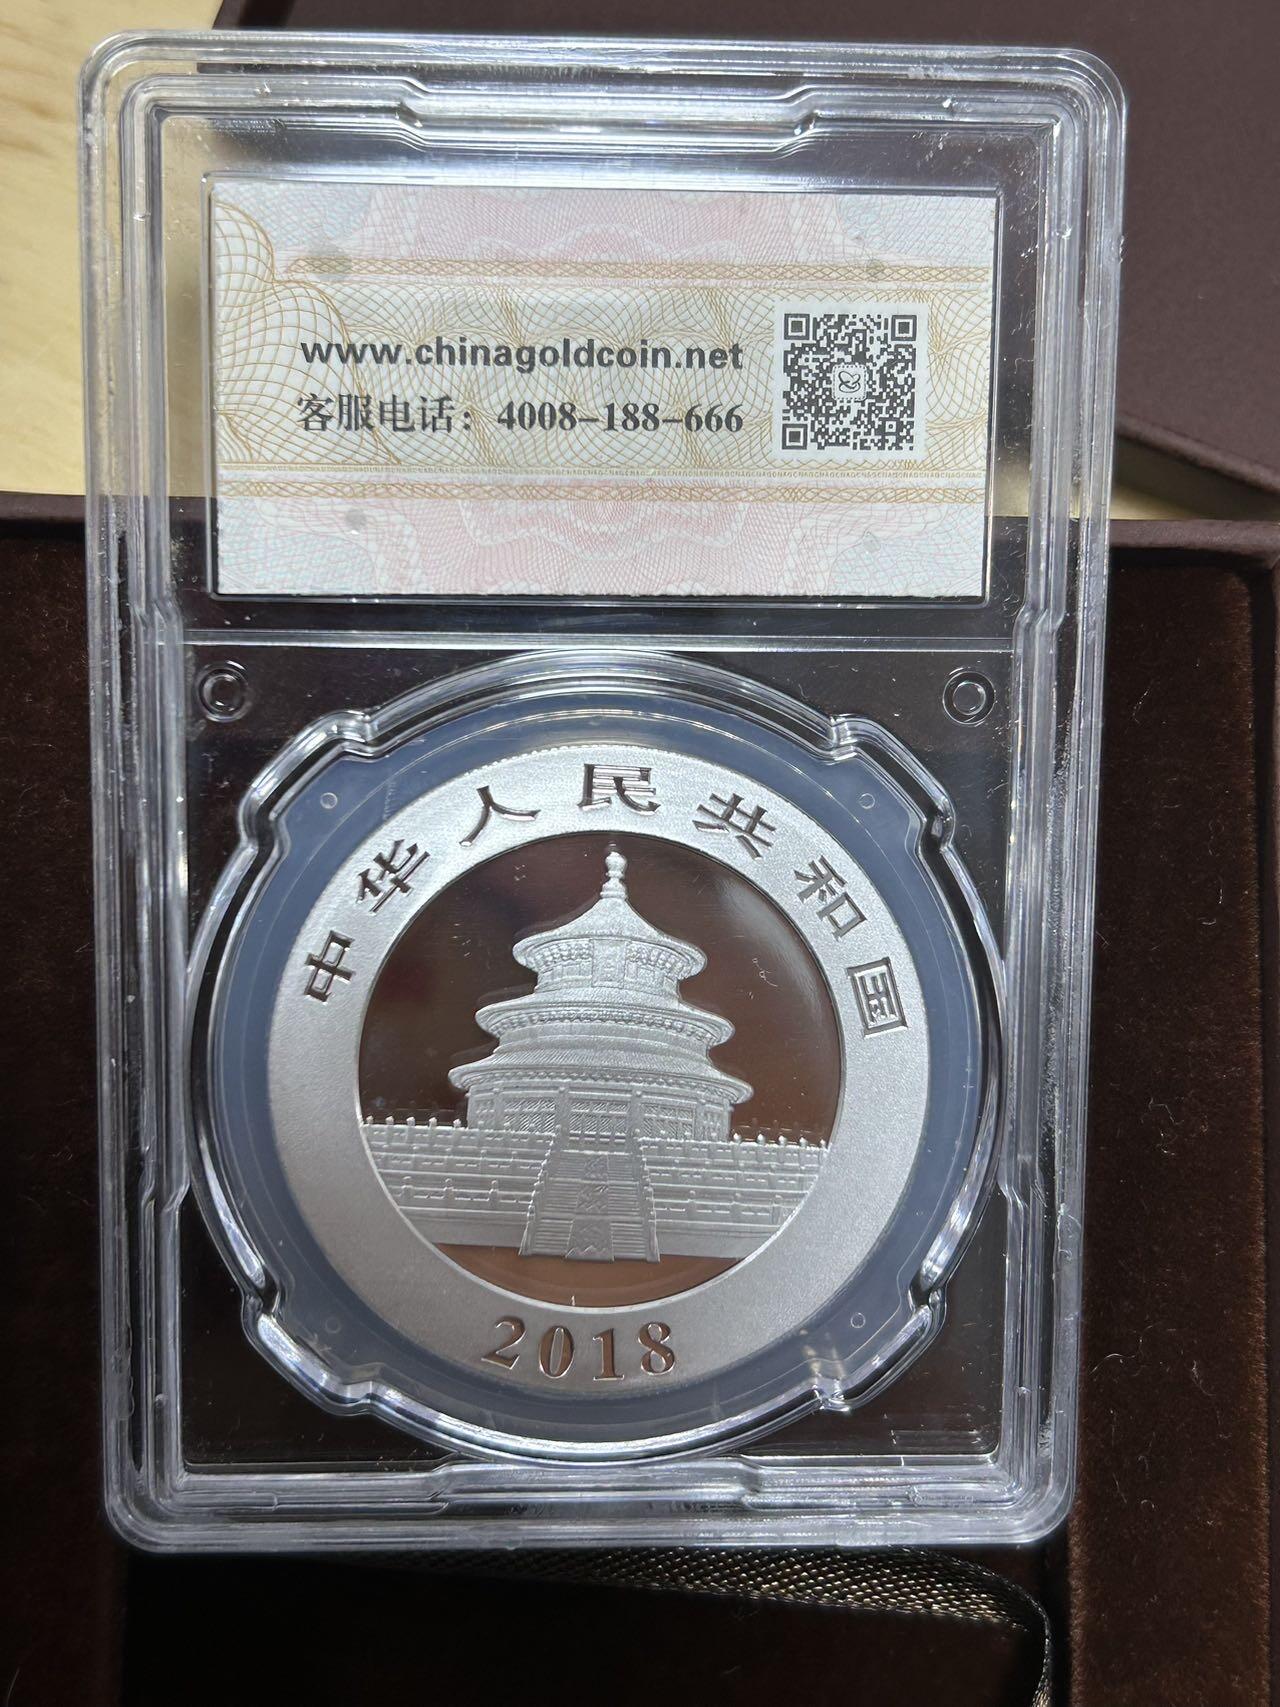 www.chinagoldcoin.net
客服电话：4008-188-666
中华人民共和国
2018